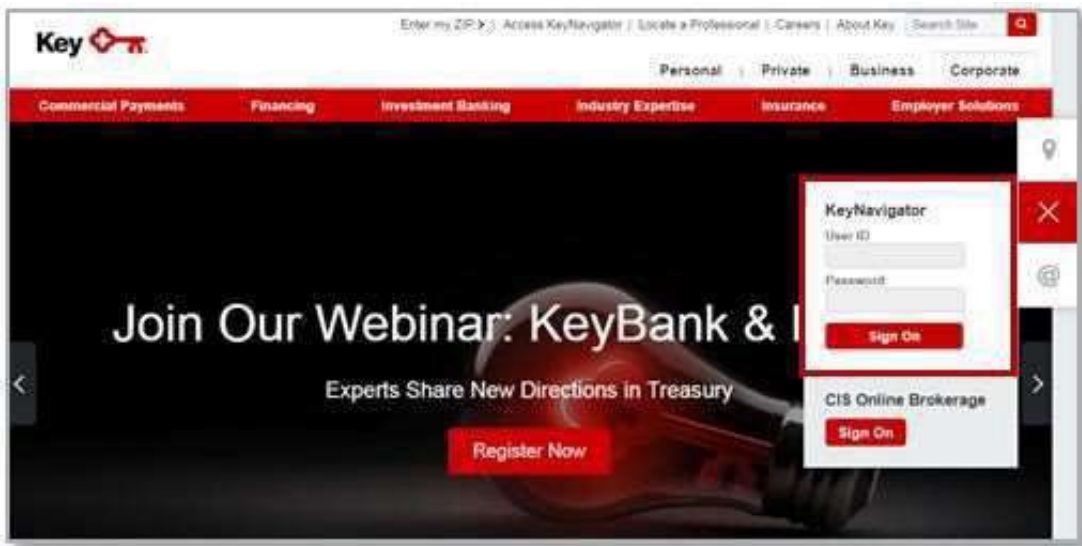 Key
Enter my ZIP > | Access KeyNavigator | Locate a Professional | Careers | About Key
Search Site
Personal | Private | Business Corporate
Commercial Payments Financing Investment Banking Industry Expertise Insurance Employer Solutions
KeyNavigator
User ID
Password
Sign On
Join Our Webinar: KeyBank &
Experts Share New Directions in Treasury
Register Now
CIS Online Brokerage
Sign On